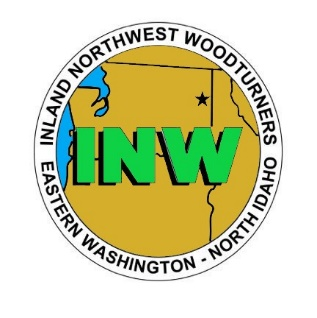 INLAND NORTHWEST WOODTURNERS
INW
EASTERN WASHINGTON - NORTH IDAHO